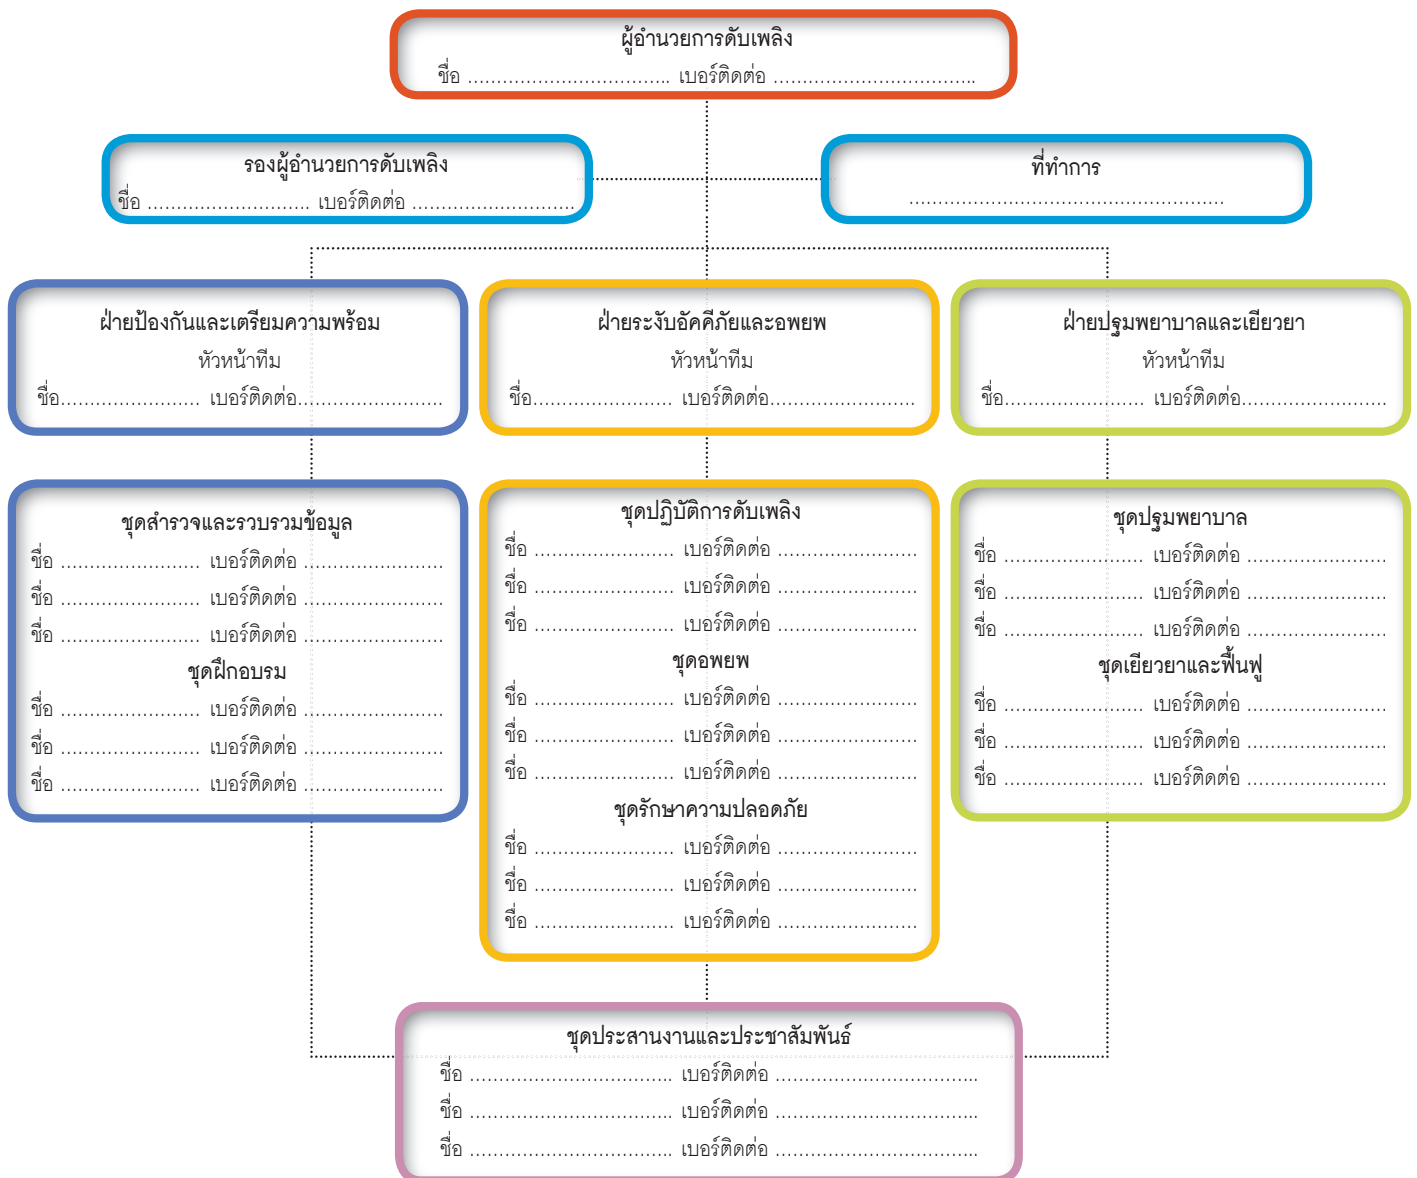 ผู้อำนวยการดับเพลิง
ชื่อ ................................... เบอร์ติดต่อ ...................................
รองผู้อำนวยการดับเพลิง
ชื่อ ............................ เบอร์ติดต่อ ............................
ที่ทำการ
......................................................
ฝ่ายป้องกันและเตรียมความพร้อม
หัวหน้าทีม
ชื่อ........................ เบอร์ติดต่อ.........................
ฝ่ายระงับอัคคีภัยและอพยพ
หัวหน้าทีม
ชื่อ........................ เบอร์ติดต่อ.........................
ฝ่ายปฐมพยาบาลและเยียวยา
หัวหน้าทีม
ชื่อ........................ เบอร์ติดต่อ.........................
ชุดสำรวจและรวบรวมข้อมูล
ชื่อ ........................ เบอร์ติดต่อ ........................
ชื่อ ........................ เบอร์ติดต่อ ........................
ชื่อ ........................ เบอร์ติดต่อ ........................
ชุดฝึกอบรม
ชื่อ ........................ เบอร์ติดต่อ ........................
ชื่อ ........................ เบอร์ติดต่อ ........................
ชื่อ ........................ เบอร์ติดต่อ ........................
ชุดปฏิบัติการดับเพลิง
ชื่อ ........................ เบอร์ติดต่อ ........................
ชื่อ ........................ เบอร์ติดต่อ ........................
ชื่อ ........................ เบอร์ติดต่อ ........................
ชุดอพยพ
ชื่อ ........................ เบอร์ติดต่อ ........................
ชื่อ ........................ เบอร์ติดต่อ ........................
ชื่อ ........................ เบอร์ติดต่อ ........................
ชุดรักษาความปลอดภัย
ชื่อ ........................ เบอร์ติดต่อ ........................
ชื่อ ........................ เบอร์ติดต่อ ........................
ชื่อ ........................ เบอร์ติดต่อ ........................
ชุดปฐมพยาบาล
ชื่อ ........................ เบอร์ติดต่อ ........................
ชื่อ ........................ เบอร์ติดต่อ ........................
ชื่อ ........................ เบอร์ติดต่อ ........................
ชุดเยียวยาและฟื้นฟู
ชื่อ ........................ เบอร์ติดต่อ ........................
ชื่อ ........................ เบอร์ติดต่อ ........................
ชื่อ ........................ เบอร์ติดต่อ ........................
ชุดประสานงานและประชาสัมพันธ์
ชื่อ ................................... เบอร์ติดต่อ ...................................
ชื่อ ................................... เบอร์ติดต่อ ...................................
ชื่อ ................................... เบอร์ติดต่อ ...................................